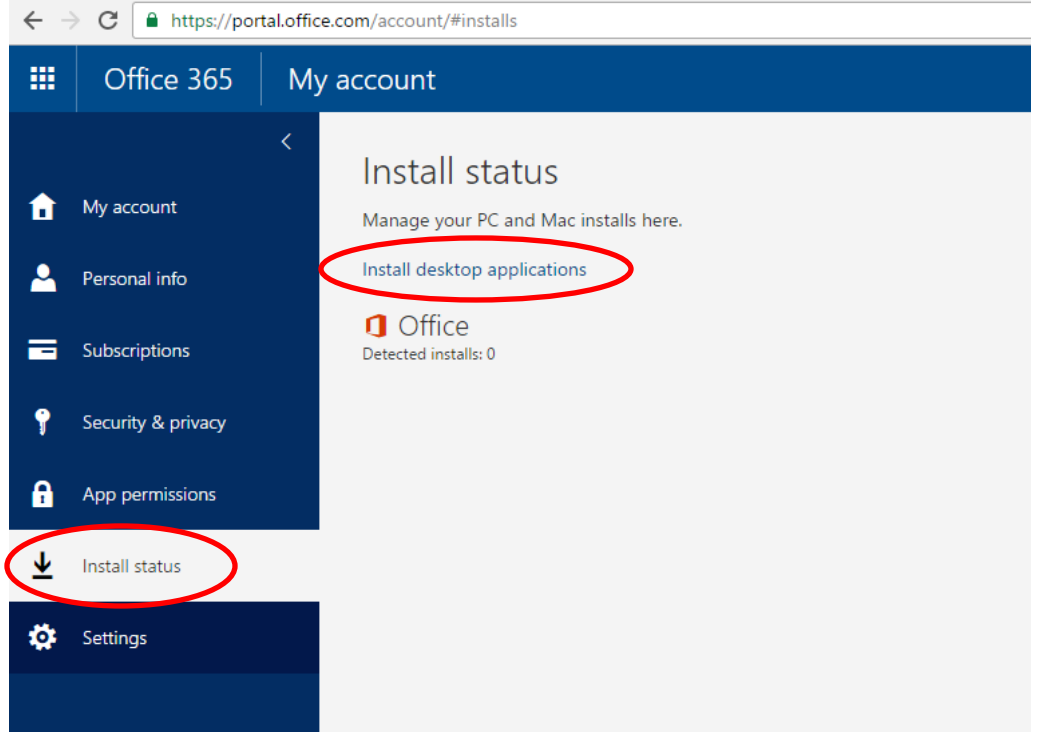 https://portal.office.com/account/#installs
Office 365
My account
My account
Personal info
Subscriptions
Security & privacy
App permissions
Install status
Settings
Install status
Manage your PC and Mac installs here.
Install desktop applications
Office
Detected installs: 0